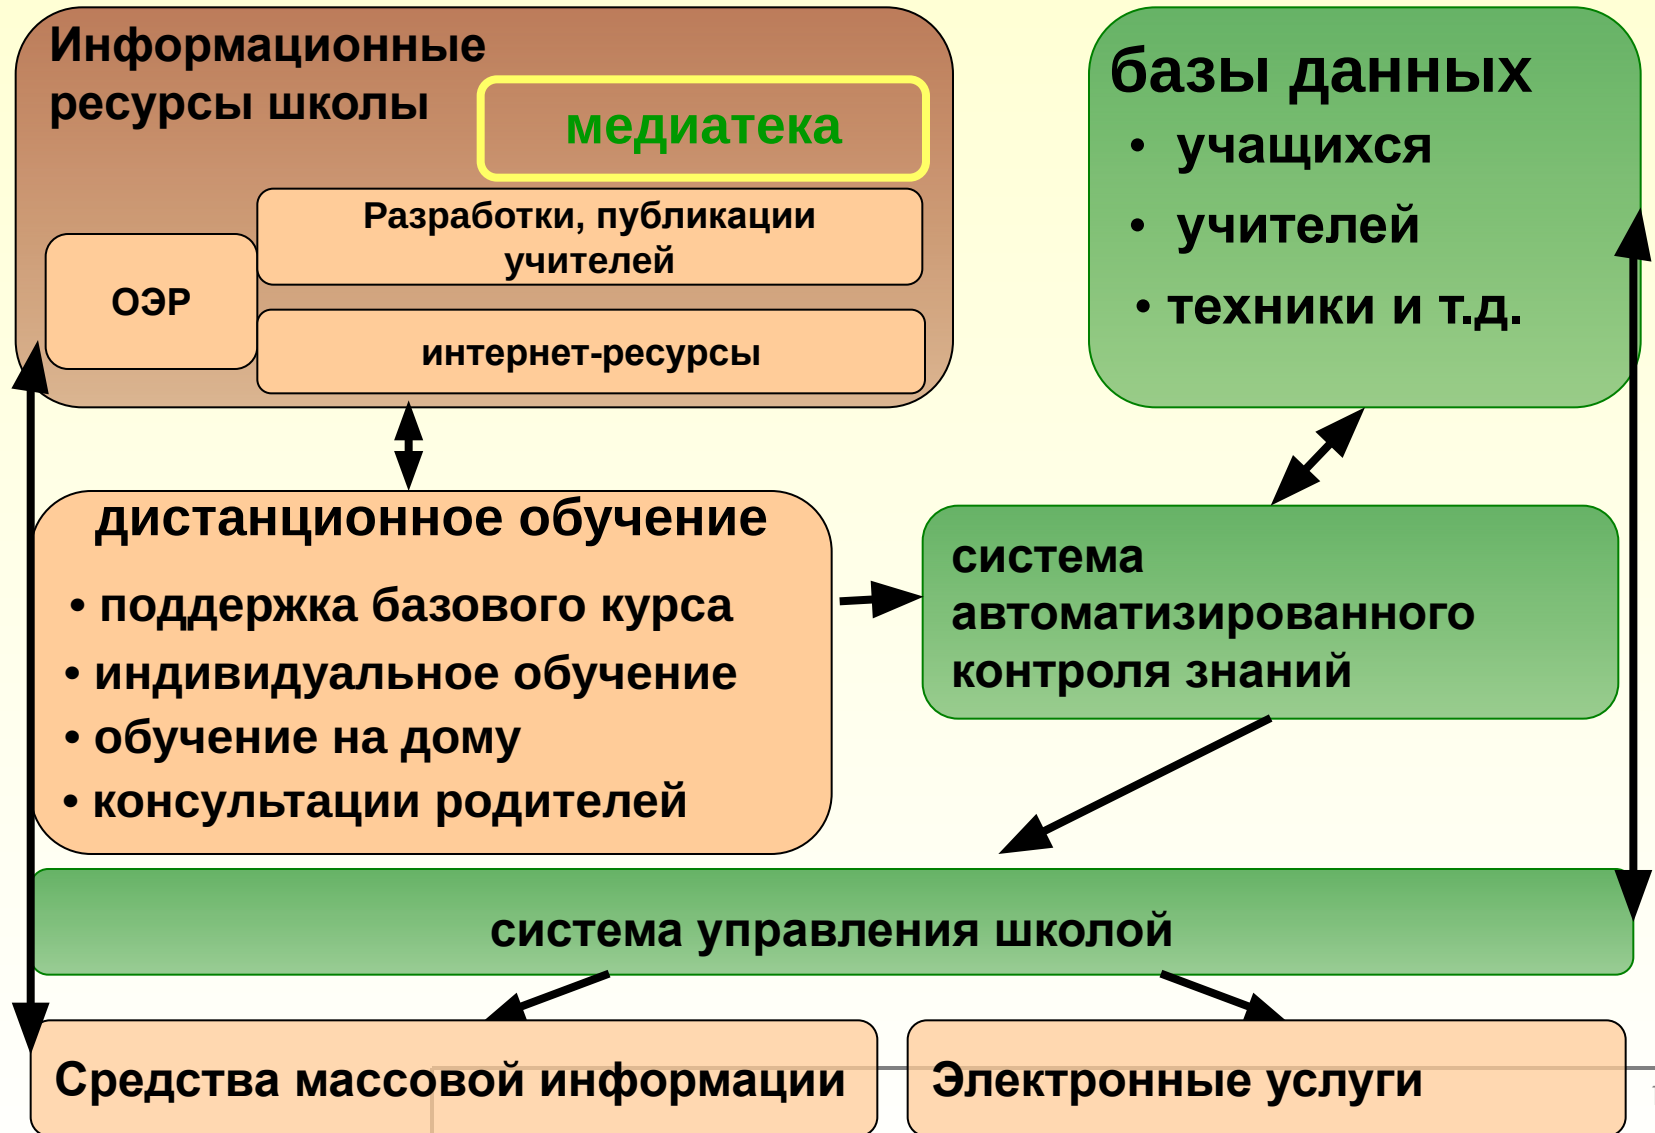 Информационные
ресурсы школы
медиатека
Разработки, публикации
учителей
ОЭР
интернет-ресурсы
базы данных
• учащихся
• учителей
• техники и т.д.
дистанционное обучение
• поддержка базового курса
• индивидуальное обучение
• обучение на дому
• консультации родителей
система
автоматизированного
контроля знаний
система управления школой
Средства массовой информации
Электронные услуги